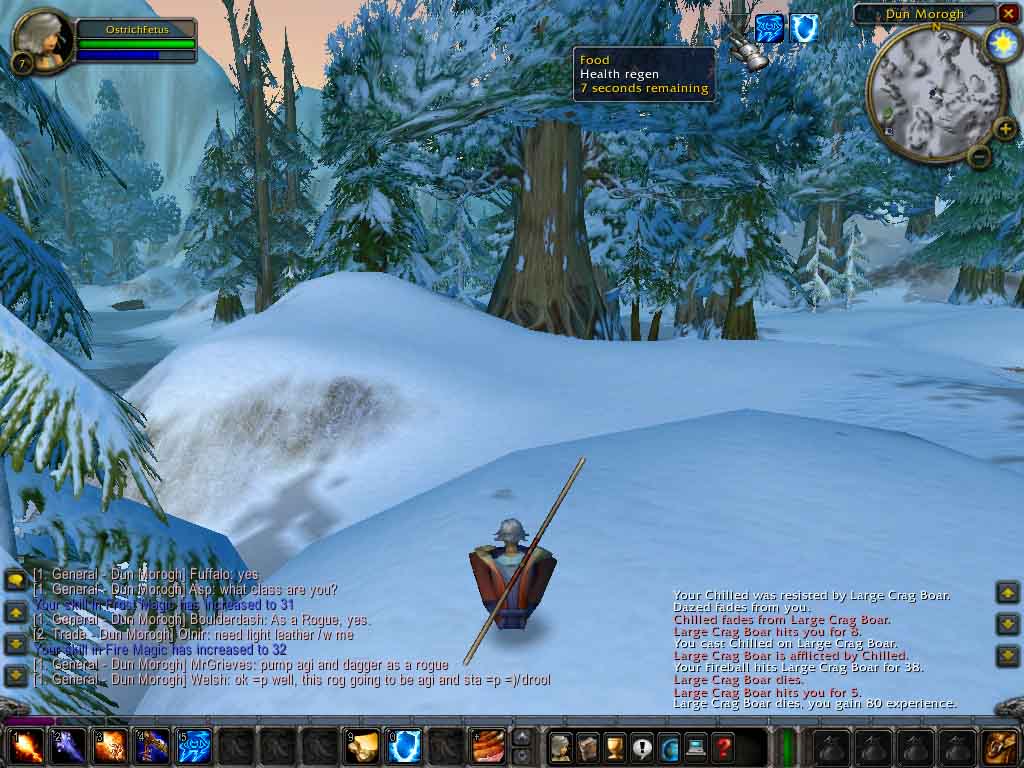 OstrichFetus
7
Food
Health regen
7 seconds remaining
Dun Morogh
N
[1. General - Dun Morogh] Fuffalo: yes
[1. General - Dun Morogh] Asp: what class are you?
Your skill in Frost Magic has increased to 31
[1. General - Dun Morogh] Boulderdash: As a Rogue, yes.
[2. Trade - Dun Morogh] Olnir: need light leather /w me
Your skill in Fire Magic has increased to 32
[1. General - Dun Morogh] MrGrieves: pump agi and dagger as a rogue
[1. General - Dun Morogh] Welsh: ok =p well, this rog going to be agi and sta =p =)/drool
Your Chilled was resisted by Large Crag Boar.
Dazed fades from you.
Chilled fades from Large Crag Boar.
Large Crag Boar hits you for 8.
You cast Chilled on Large Crag Boar.
Large Crag Boar is afflicted by Chilled.
Your Fireball hits Large Crag Boar for 38.
Large Crag Boar dies.
Large Crag Boar hits you for 5.
Large Crag Boar dies, you gain 80 experience.
1 2 3 4 5 9 0 +